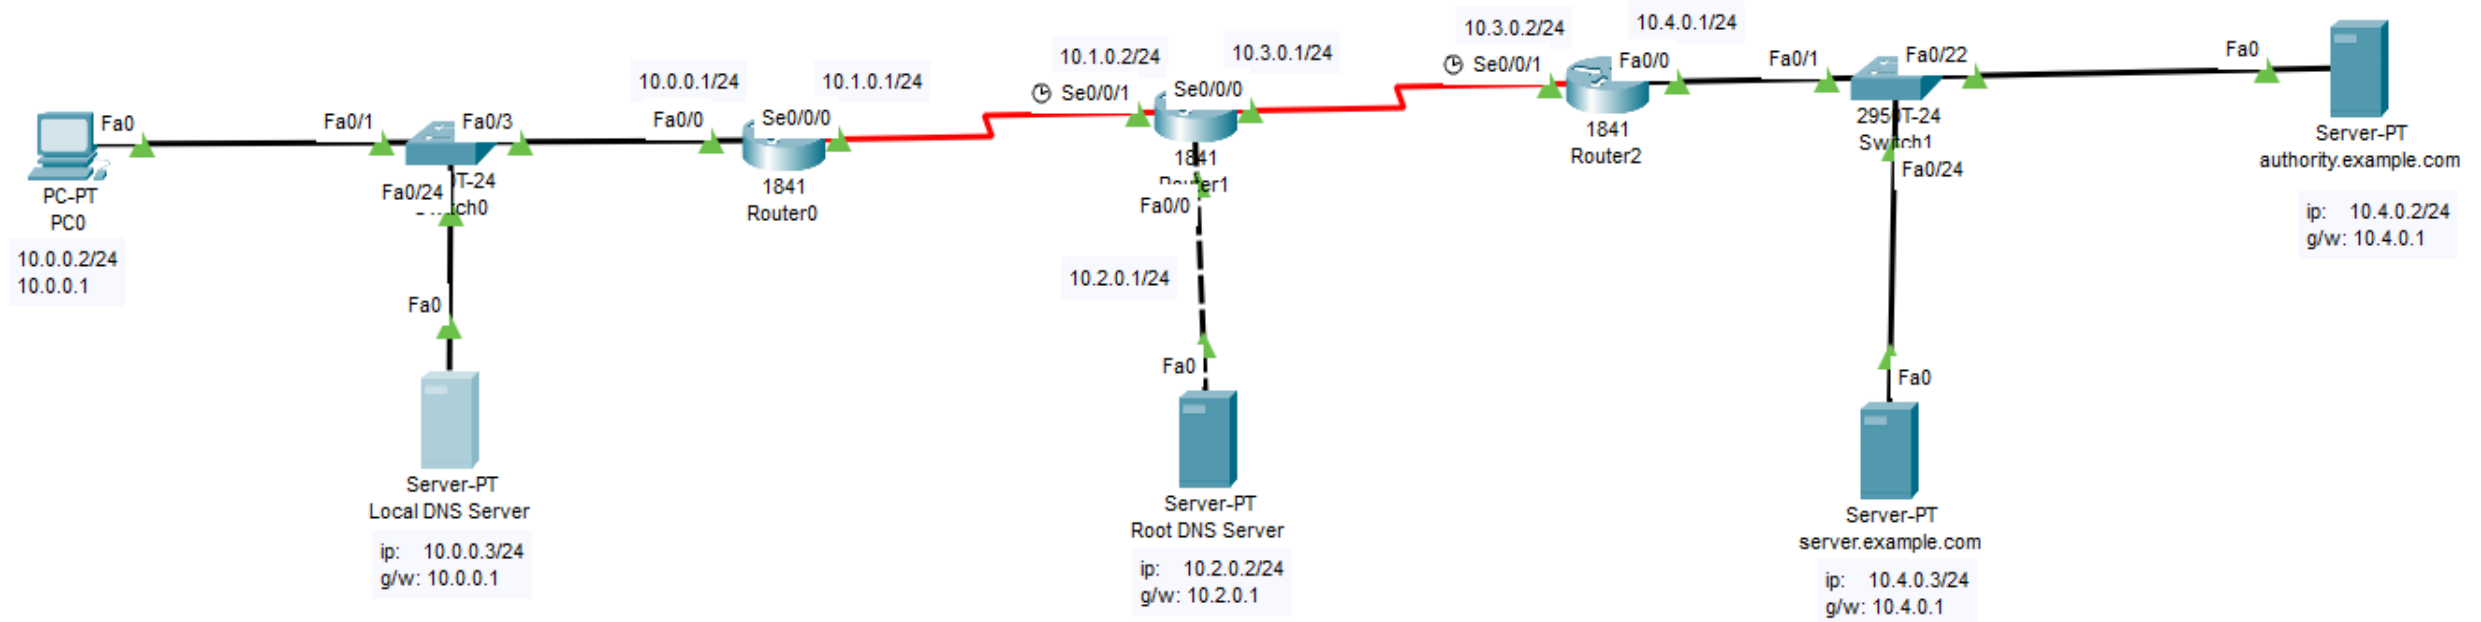 Fa0
PC-PT
PC0
10.0.0.2/24
10.0.0.1
Fa0/1
Fa0/3
T-24
Fa0/24
ch0
Fa0
Server-PT
Local DNS Server
ip: 10.0.0.3/24
g/w: 10.0.0.1
10.0.0.1/24
10.1.0.1/24
Fa0/0
Se0/0/0
1841
Router0
10.1.0.2/24
10.3.0.1/24
Se0/0/1
Se0/0/0
1841
Router1
Fa0/0
10.2.0.1/24
Fa0
Server-PT
Root DNS Server
ip: 10.2.0.2/24
g/w: 10.2.0.1
10.3.0.2/24
10.4.0.1/24
Se0/0/1
Fa0/0
1841
Router2
Fa0/1
Fa0/22
2950T-24
Switch1
Fa0/24
Fa0
Server-PT
server.example.com
ip: 10.4.0.3/24
g/w: 10.4.0.1
Fa0
Server-PT
authority.example.com
ip: 10.4.0.2/24
g/w: 10.4.0.1